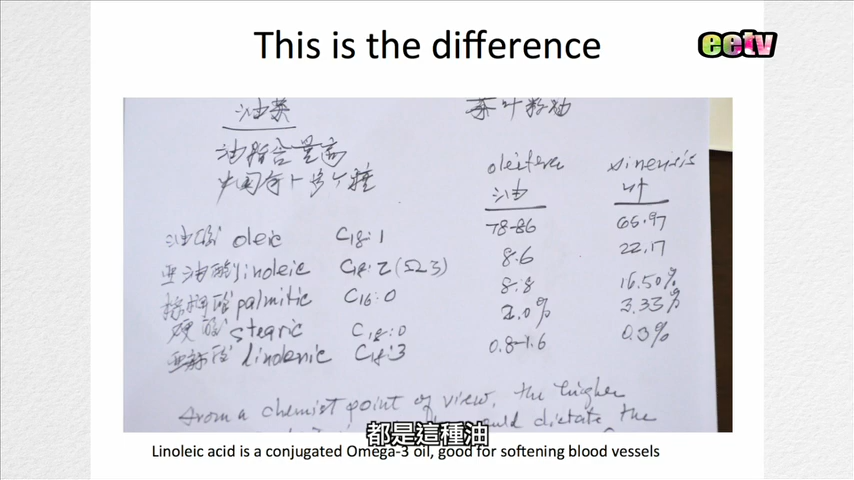 This is the difference
eetv
油茶
茶叶籽油
油脂含量高
中国有十多个种
oleifera
sinensis
油
叶
油酸 oleic C18:1 78-86 65.97
亚油酸 linoleic C18:2 (Ω3) 8.6 22.17
棕榈酸 palmitic C16:0 8.8 16.50%
硬酸 stearic C18:0 2.0% 3.33%
亚麻酸 linolenic C18:3 0.8-1.6 0.3%
From a chemist point of view, the higher
would dictate the
都是這種油
Linoleic acid is a conjugated Omega-3 oil, good for softening blood vessels